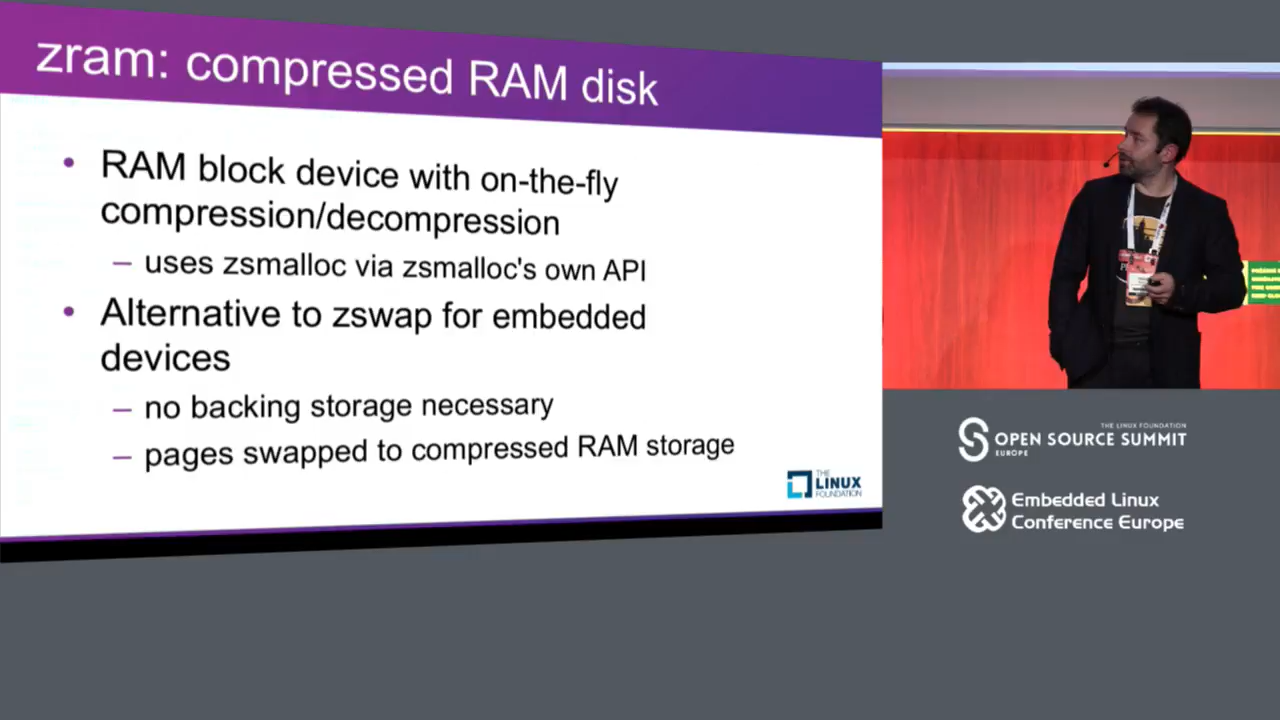 zram: compressed RAM disk
• RAM block device with on-the-fly
compression/decompression
– uses zsmalloc via zsmalloc's own API
• Alternative to zswap for embedded
devices
– no backing storage necessary
– pages swapped to compressed RAM storage
THE
LINUX
FOUNDATION
THE LINUX FOUNDATION
OPEN SOURCE SUMMIT
EUROPE
Embedded Linux
Conference Europe